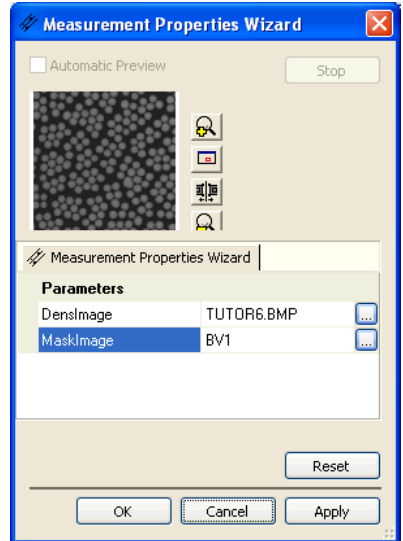 Measurement Properties Wizard
Automatic Preview
Stop
Measurement Properties Wizard
Parameters
DensImage TUTOR6.BMP ...
MaskImage BV1 ...
Reset
OK Cancel Apply